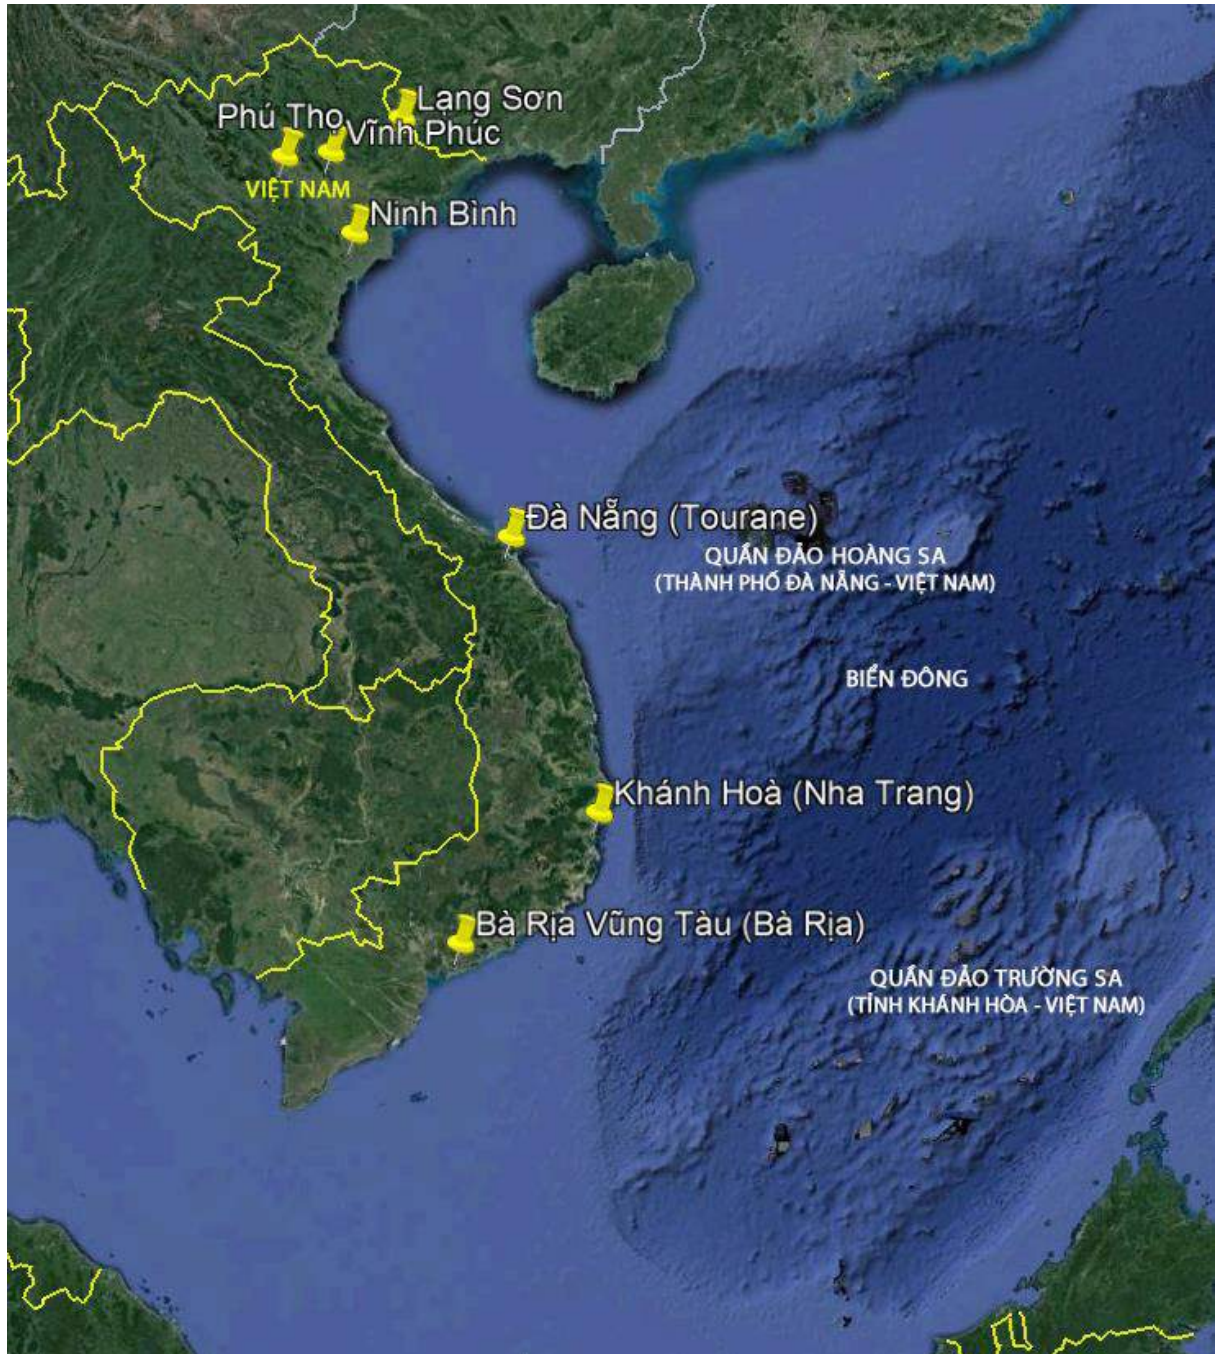 Lạng Sơn
Phú Thọ
Vĩnh Phúc
VIỆT NAM
Ninh Bình
Đà Nẵng (Tourane)
QUẦN ĐẢO HOÀNG SA
(THÀNH PHỐ ĐÀ NẴNG - VIỆT NAM)
BIỂN ĐÔNG
Khánh Hoà (Nha Trang)
Bà Rịa Vũng Tàu (Bà Rịa)
QUẦN ĐẢO TRƯỜNG SA
(TỈNH KHÁNH HÒA - VIỆT NAM)